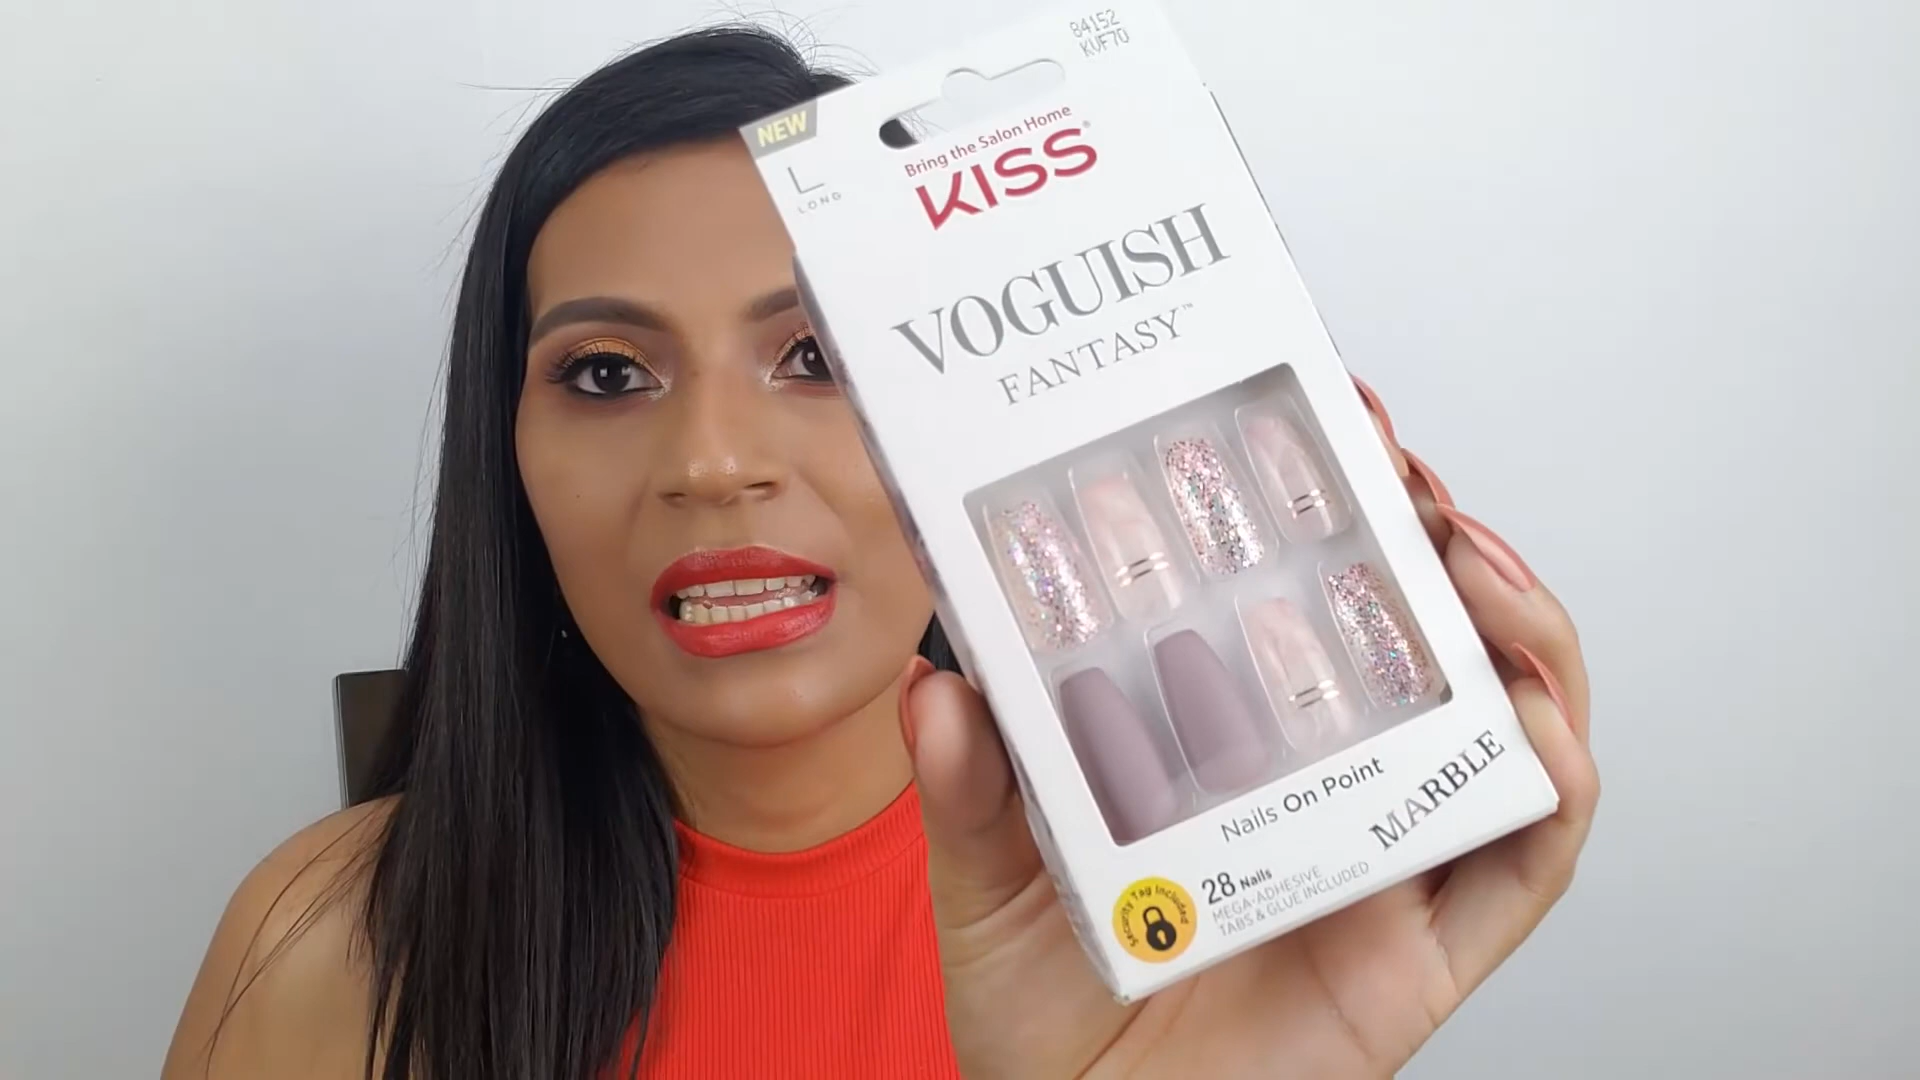 84152
KVF70
NEW
L
LONG
Bring the Salon Home
KISS®
VOGUISH
FANTASY™
Nails On Point
MARBLE
Security Tag Included
28 Nails
MEGA-ADHESIVE
TABS & GLUE INCLUDED